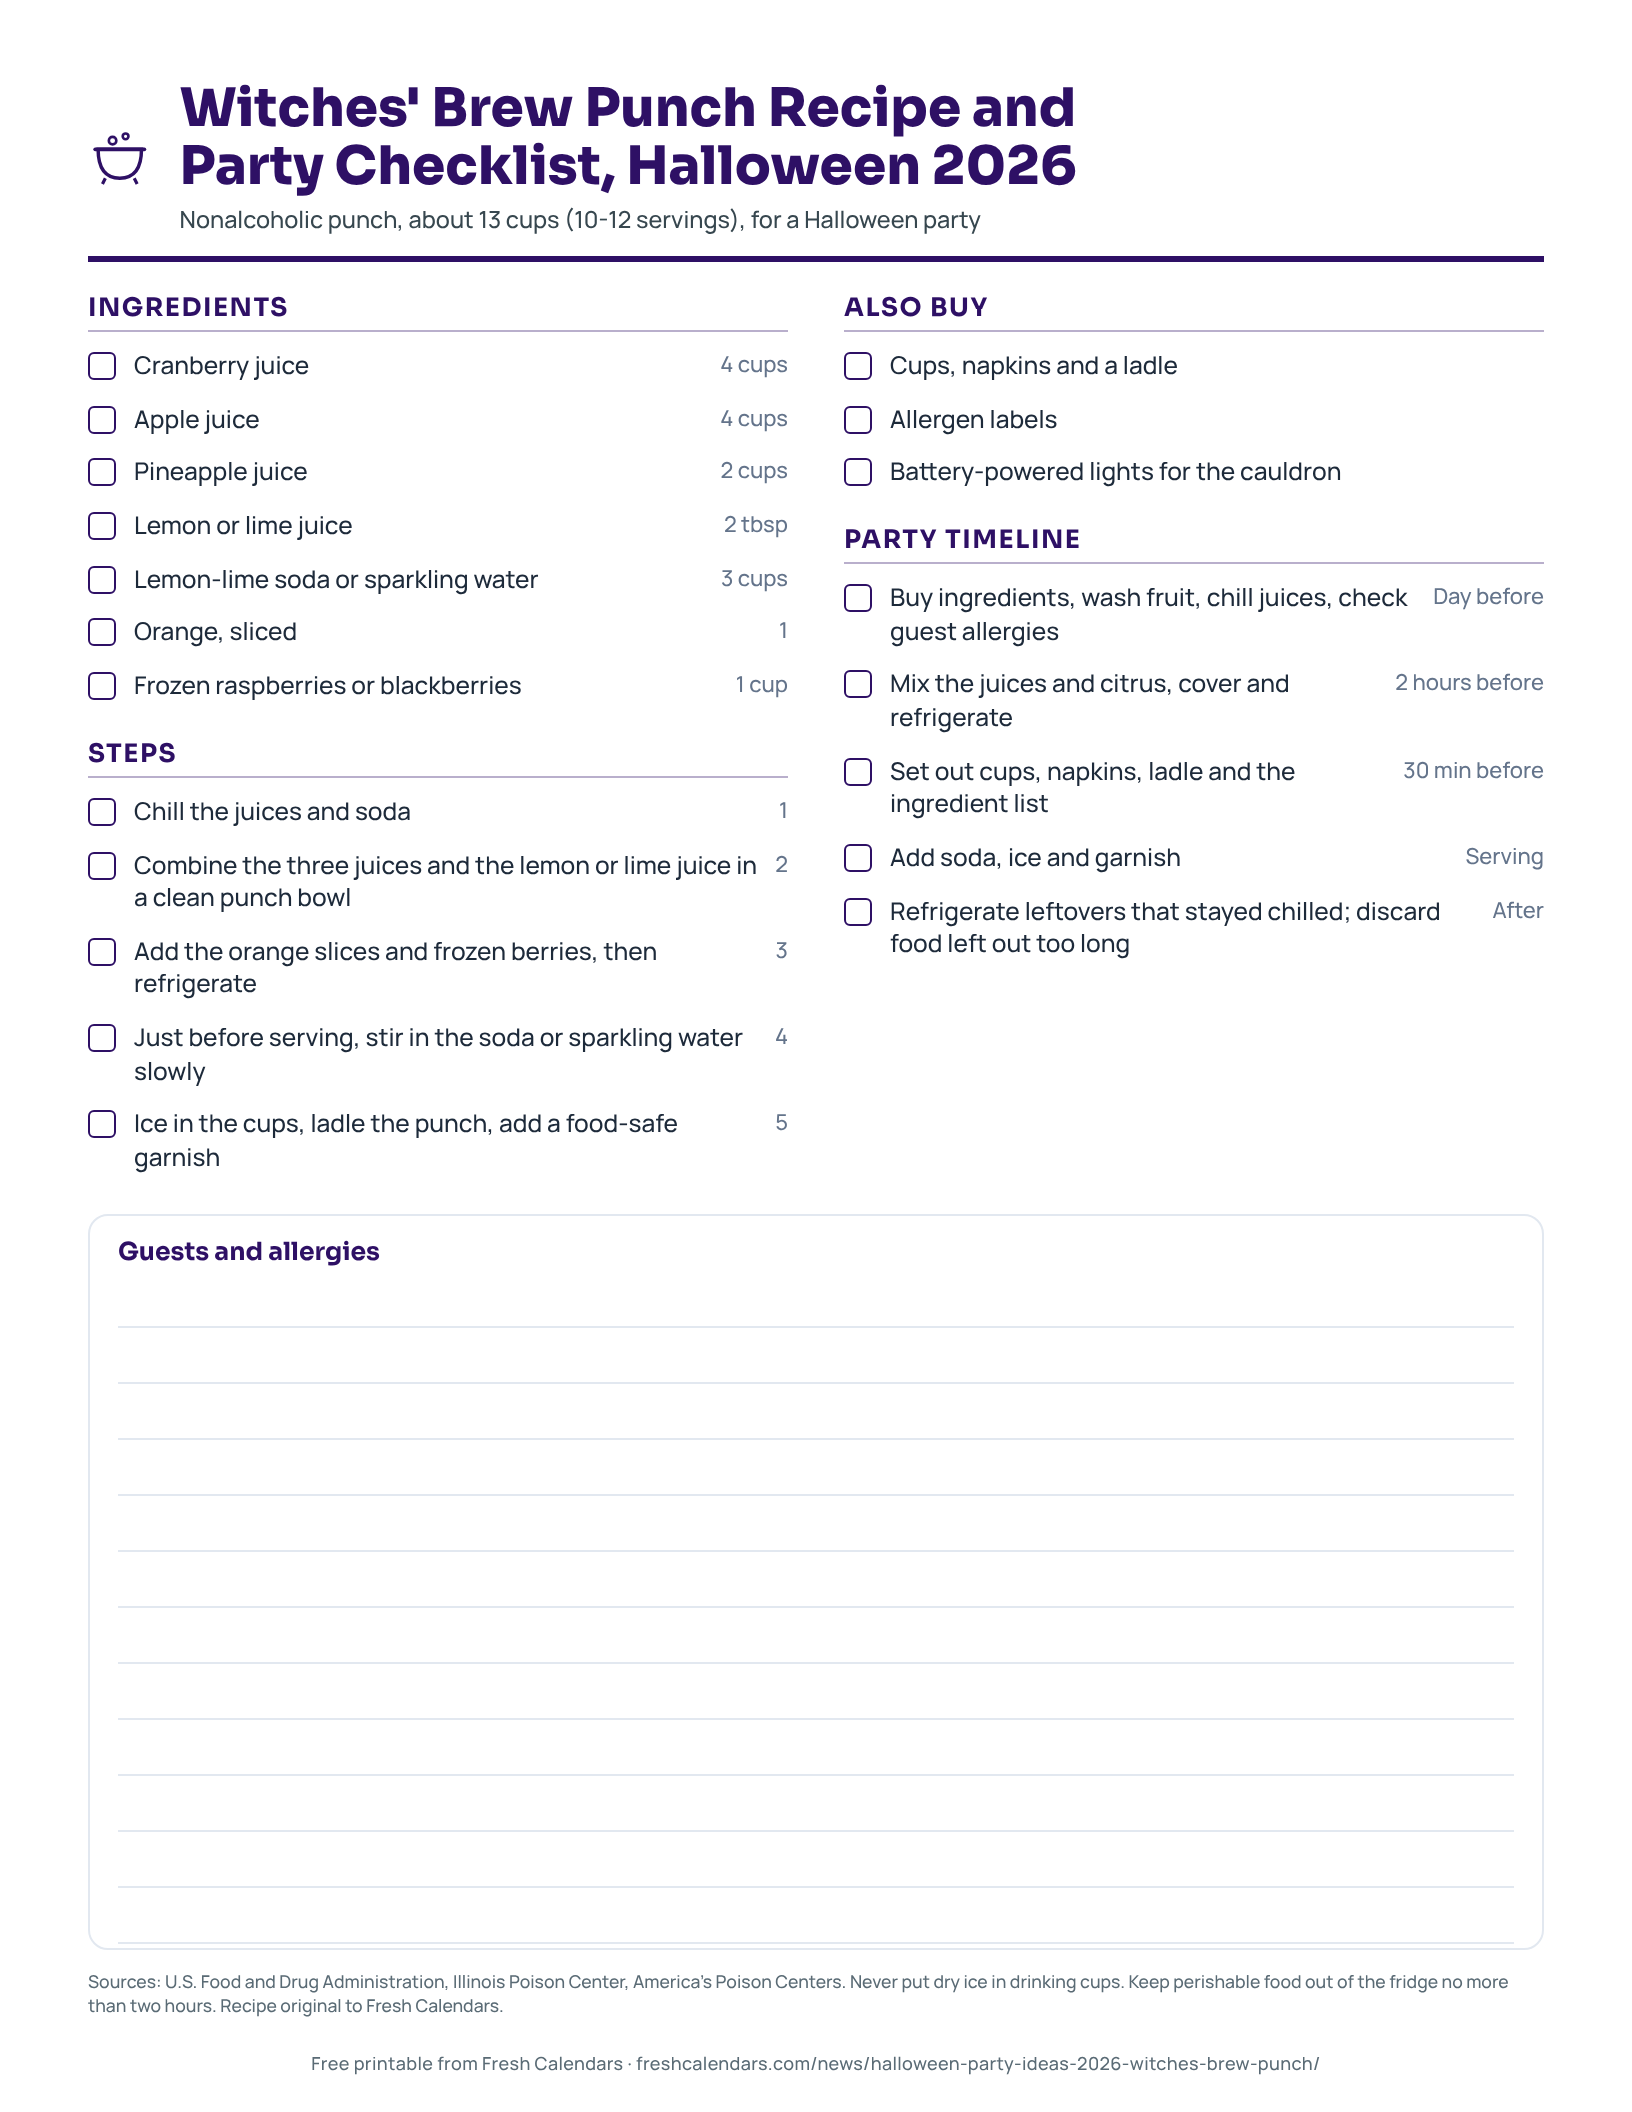 Witches' Brew Punch Recipe and
Party Checklist, Halloween 2026
Nonalcoholic punch, about 13 cups (10-12 servings), for a Halloween party
INGREDIENTS
Cranberry juice 4 cups
Apple juice 4 cups
Pineapple juice 2 cups
Lemon or lime juice 2 tbsp
Lemon-lime soda or sparkling water 3 cups
Orange, sliced 1
Frozen raspberries or blackberries 1 cup
STEPS
Chill the juices and soda 1
Combine the three juices and the lemon or lime juice in 2
a clean punch bowl
Add the orange slices and frozen berries, then 3
refrigerate
Just before serving, stir in the soda or sparkling water 4
slowly
Ice in the cups, ladle the punch, add a food-safe 5
garnish
ALSO BUY
Cups, napkins and a ladle
Allergen labels
Battery-powered lights for the cauldron
PARTY TIMELINE
Buy ingredients, wash fruit, chill juices, check Day before
guest allergies
Mix the juices and citrus, cover and 2 hours before
refrigerate
Set out cups, napkins, ladle and the 30 min before
ingredient list
Add soda, ice and garnish Serving
Refrigerate leftovers that stayed chilled; discard After
food left out too long
Guests and allergies
Sources: U.S. Food and Drug Administration, Illinois Poison Center, America's Poison Centers. Never put dry ice in drinking cups. Keep perishable food out of the fridge no more
than two hours. Recipe original to Fresh Calendars.
Free printable from Fresh Calendars · freshcalendars.com/news/halloween-party-ideas-2026-witches-brew-punch/